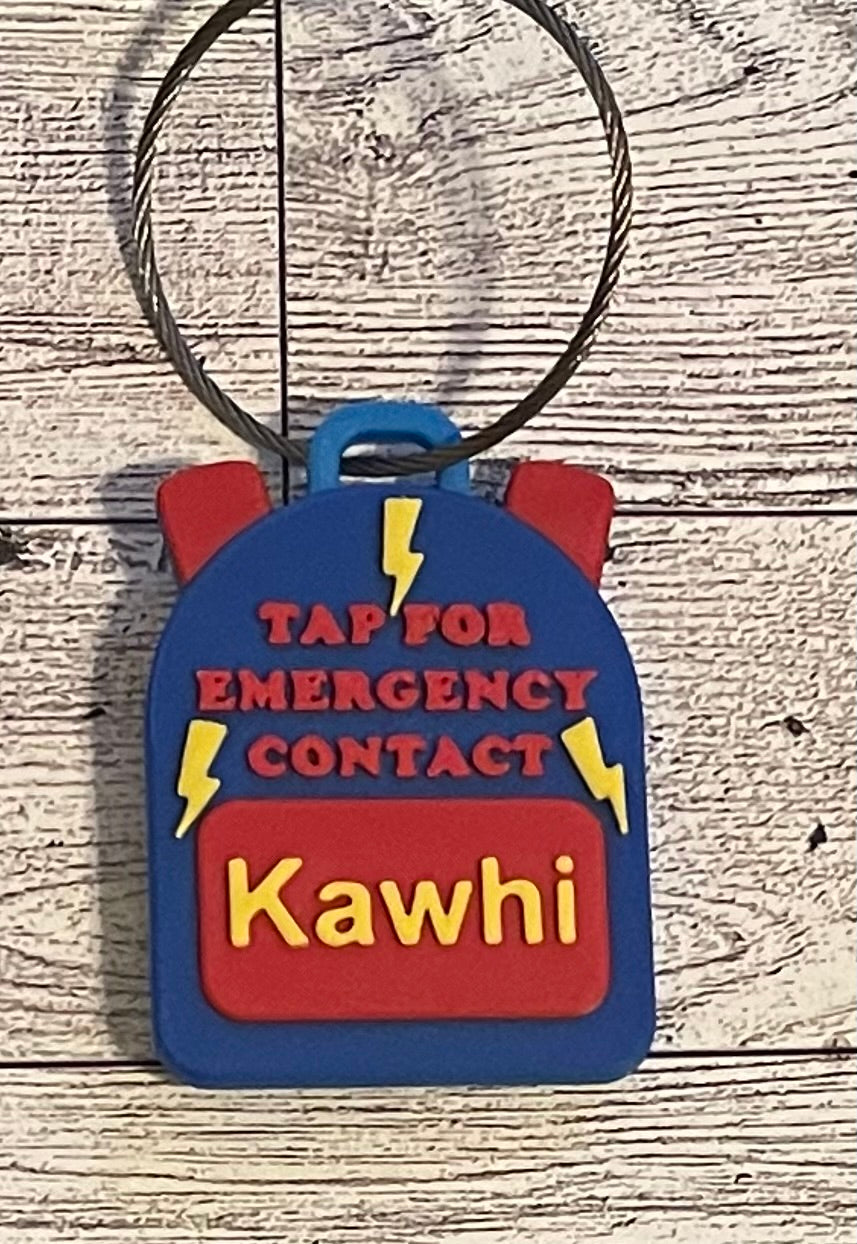 TAP FOR
EMERGENCY
CONTACT
Kawhi